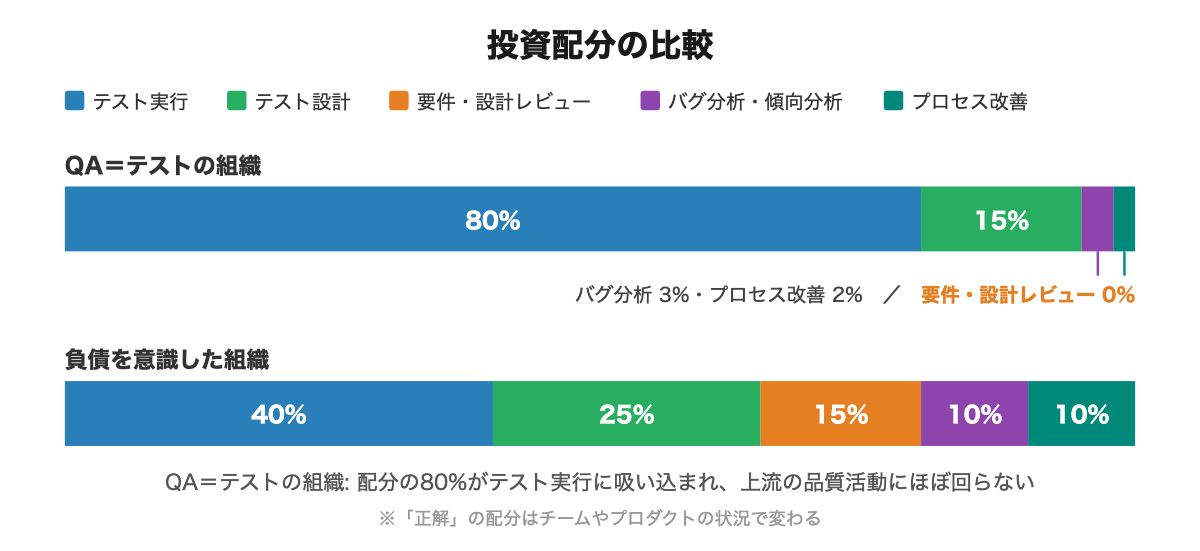 投資配分の比較
テスト実行 テスト設計 要件・設計レビュー バグ分析・傾向分析 プロセス改善
QA＝テストの組織
80% 15%
バグ分析 3%・プロセス改善 2% ／ 要件・設計レビュー 0%
負債を意識した組織
40% 25% 15% 10% 10%
QA＝テストの組織: 配分の80%がテスト実行に吸い込まれ、上流の品質活動にほぼ回らない
※「正解」の配分はチームやプロダクトの状況で変わる